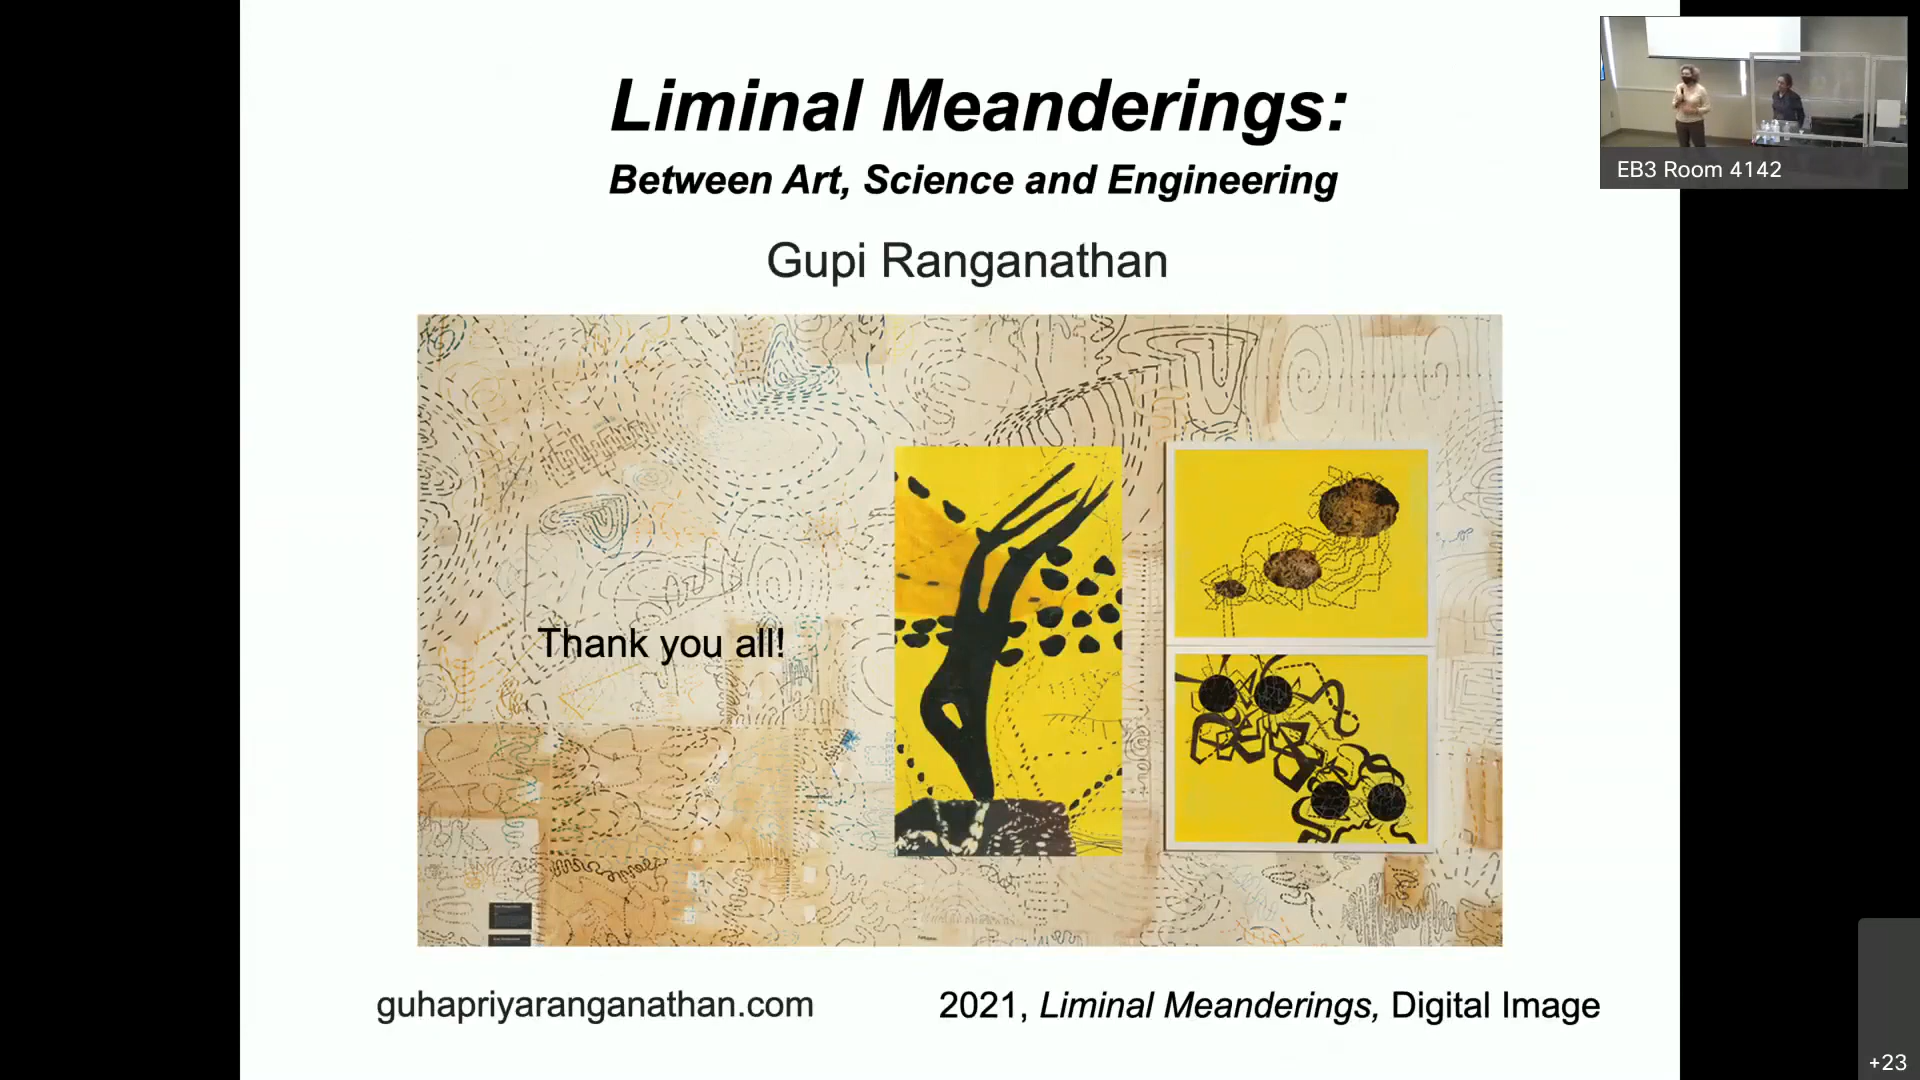 Liminal Meanderings:
Between Art, Science and Engineering
Gupi Ranganathan
EB3 Room 4142
Thank you all!
guhapriyaranganathan.com
2021, Liminal Meanderings, Digital Image
+23